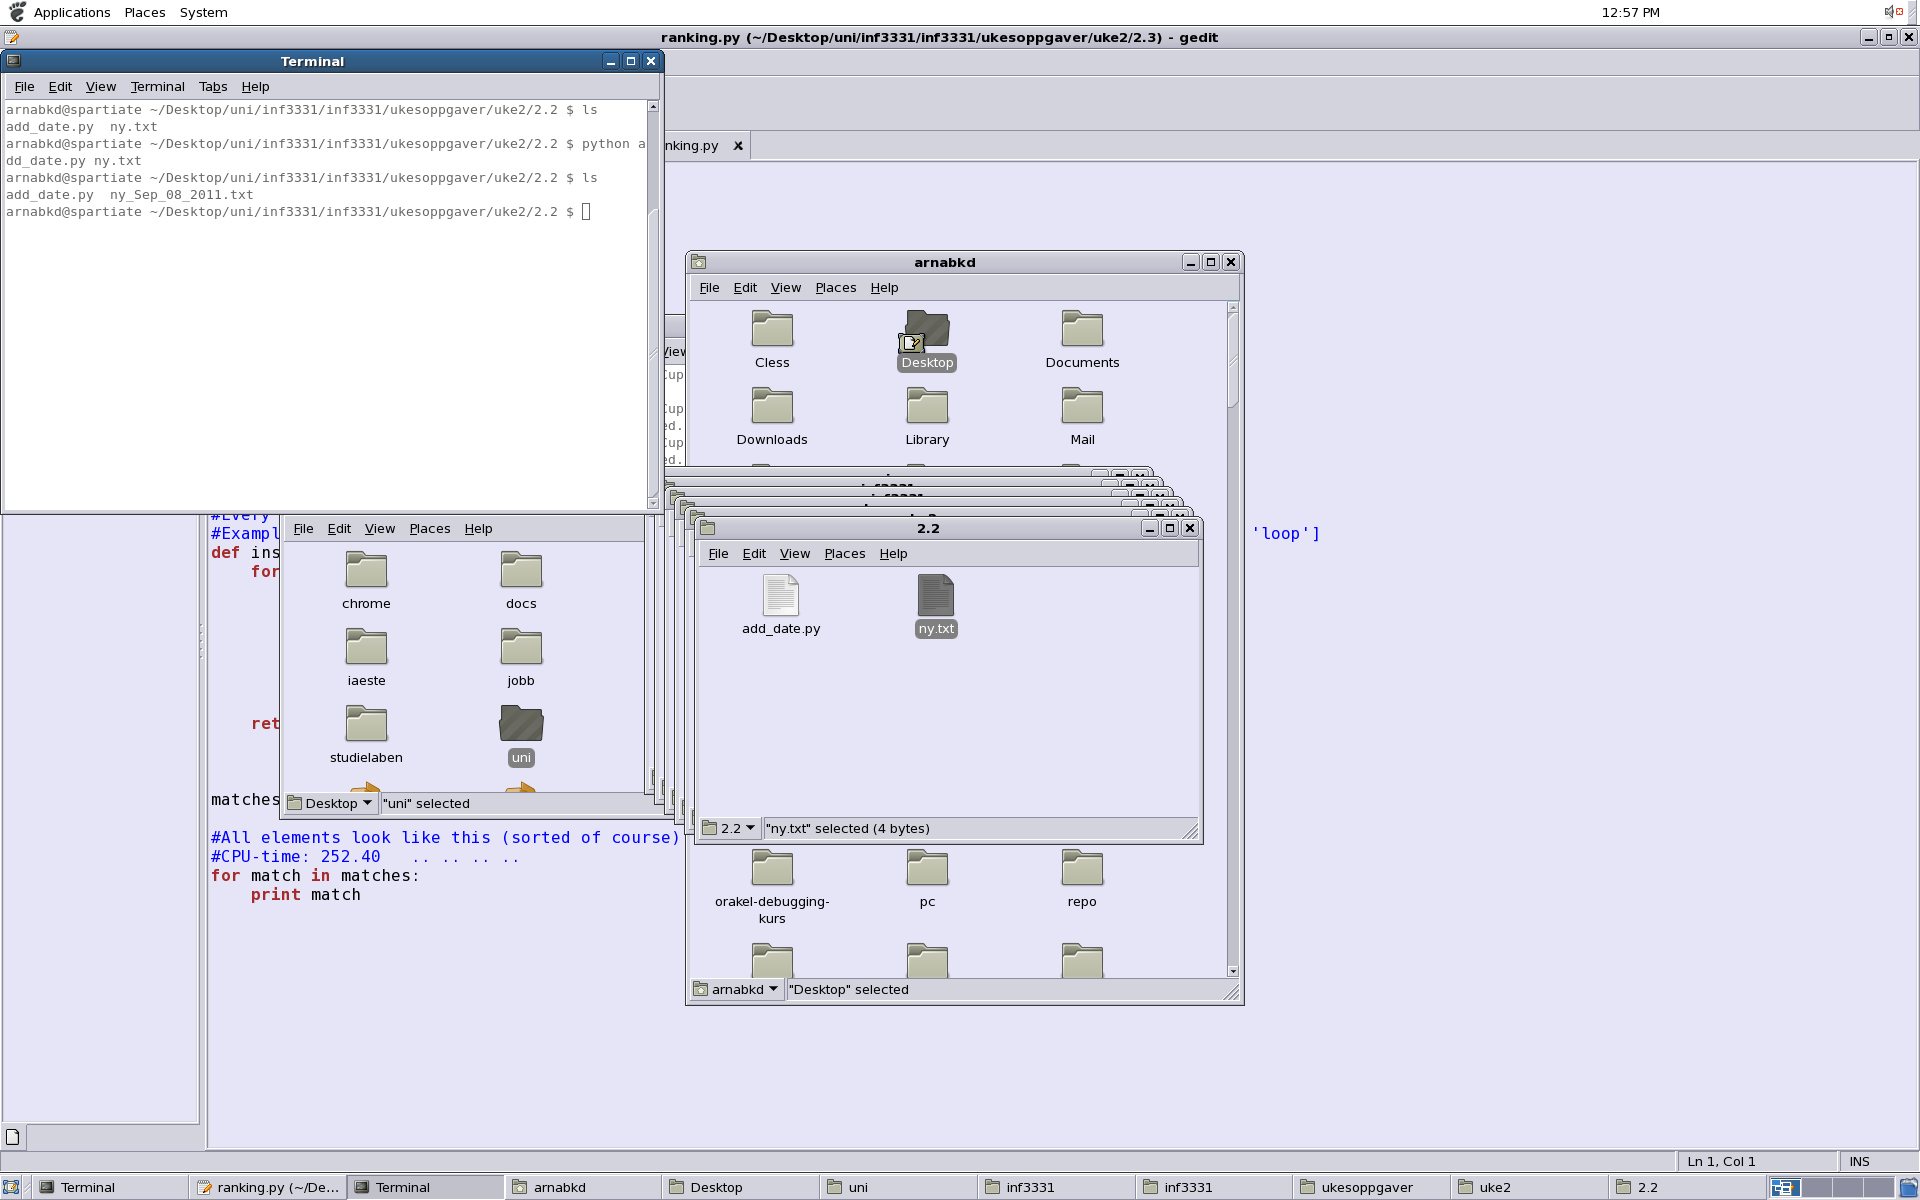 Applications Places System 12:57 PM
ranking.py (~/Desktop/uni/inf3331/inf3331/ukesoppgaver/uke2/2.3) - gedit
Terminal
File Edit View Terminal Tabs Help
arnabkd@spartiate ~/Desktop/uni/inf3331/inf3331/ukesoppgaver/uke2/2.2 $ ls
add_date.py ny.txt
arnabkd@spartiate ~/Desktop/uni/inf3331/inf3331/ukesoppgaver/uke2/2.2 $ python a
dd_date.py ny.txt
arnabkd@spartiate ~/Desktop/uni/inf3331/inf3331/ukesoppgaver/uke2/2.2 $ ls
add_date.py ny_Sep_08_2011.txt
arnabkd@spartiate ~/Desktop/uni/inf3331/inf3331/ukesoppgaver/uke2/2.2 $
nking.py
arnabkd
File Edit View Places Help
Cless Desktop Documents
Downloads Library Mail
View
Cup
Cup
ed.
Cup
ed.
#Every
#Exampl
'loop']
def ins
for
ret
matches
#All elements look like this (sorted of course)
#CPU-time: 252.40 .. .. .. ..
for match in matches:
print match
File Edit View Places Help
chrome docs
iaeste jobb
studielaben uni
Desktop "uni" selected
2.2
File Edit View Places Help
add_date.py ny.txt
2.2 "ny.txt" selected (4 bytes)
orakel-debugging-
kurs
pc repo
arnabkd "Desktop" selected
Ln 1, Col 1 INS
Terminal ranking.py (~/De... Terminal arnabkd Desktop uni inf3331 inf3331 ukesoppgaver uke2 2.2